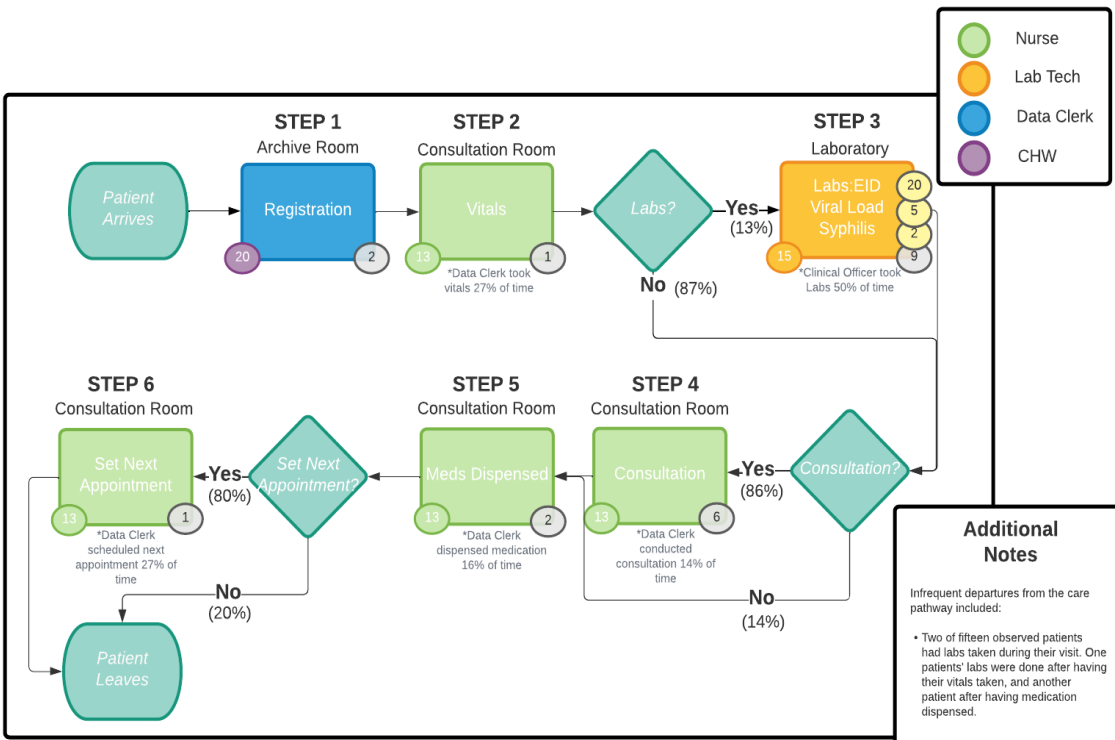 Nurse
Lab Tech
Data Clerk
CHW
STEP 1
Archive Room
Registration
20
2
STEP 2
Consultation Room
Vitals
13
1
*Data Clerk took
vitals 27% of time
Patient
Arrives
Labs?
Yes
(13%)
No (87%)
STEP 3
Laboratory
Labs:EID
Viral Load
Syphilis
20
5
2
9
15
*Clinical Officer took
Labs 50% of time
STEP 6
Consultation Room
Set Next
Appointment
13
1
*Data Clerk
scheduled next
appointment 27% of
time
Yes
(80%)
Set Next
Appointment?
No
(20%)
Patient
Leaves
STEP 5
Consultation Room
Meds Dispensed
13
2
*Data Clerk
dispensed medication
16% of time
STEP 4
Consultation Room
Consultation
13
6
*Data Clerk
conducted
consultation 14% of
time
Yes
(86%)
Consultation?
No
(14%)
Additional
Notes
Infrequent departures from the care
pathway included:
▪ Two of fifteen observed patients
had labs taken during their visit. One
patients' labs were done after having
their vitals taken, and another
patient after having medication
dispensed.